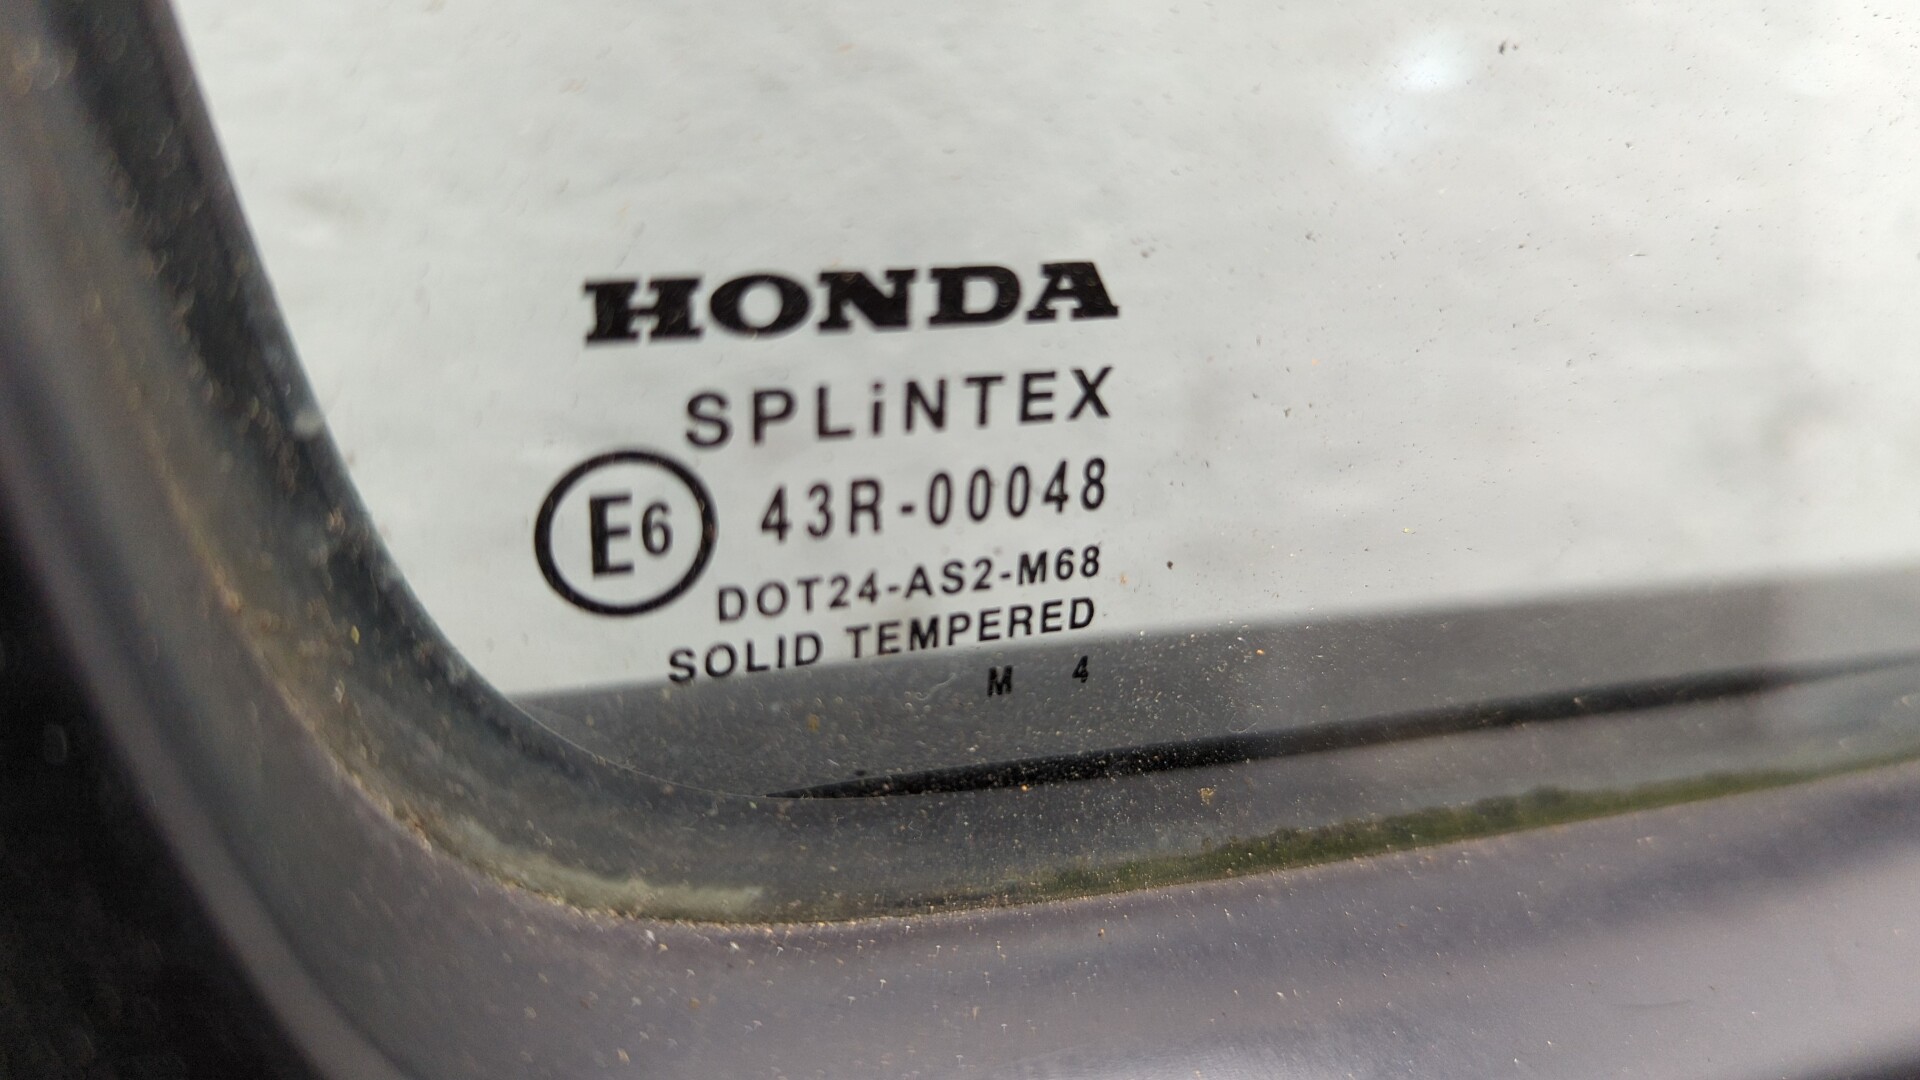 HONDA
SPLiNTEX
E6 43R-00048
DOT24-AS2-M68
SOLID TEMPERED
M 4